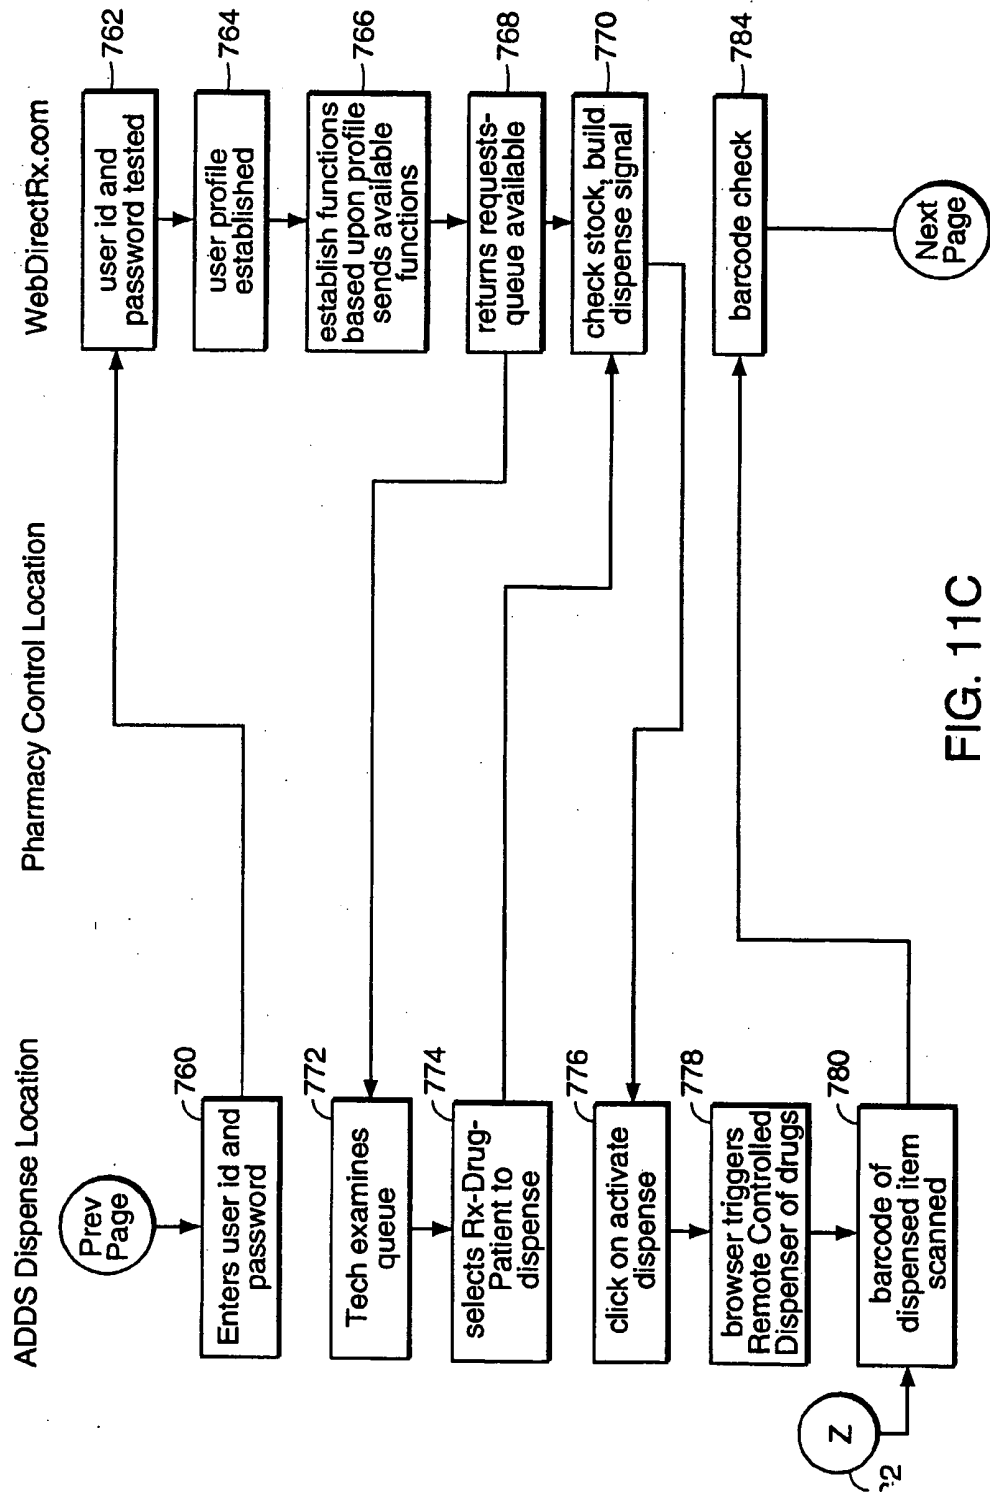 ADDS Dispense Location
Pharmacy Control Location
WebDirectRx.com
Prev
Page
760
Enters user id and
password
762
user id and
password tested
764
user profile
established
766
establish functions
based upon profile
sends available
functions
768
returns requests-
queue available
770
check stock, build
dispense signal
772
Tech examines
queue
774
selects Rx-Drug-
Patient to
dispense
776
click on activate
dispense
778
browser triggers
Remote Controlled
Dispenser of drugs
780
barcode of
dispensed item
scanned
Z
784
barcode check
Next
Page
FIG. 11C